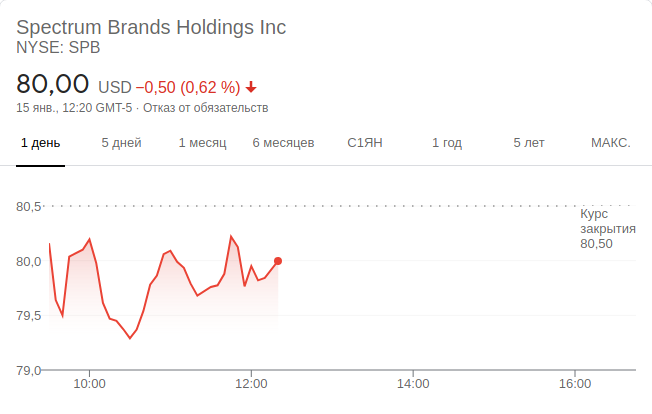 Spectrum Brands Holdings Inc
NYSE: SPB
80,00 USD −0,50 (0,62 %)
15 янв., 12:20 GMT-5 · Отказ от обязательств
1 день 5 дней 1 месяц 6 месяцев С1ЯН 1 год 5 лет МАКС.
80,5
Курс
закрытия
80,50
80,0
79,5
79,0
10:00 12:00 14:00 16:00